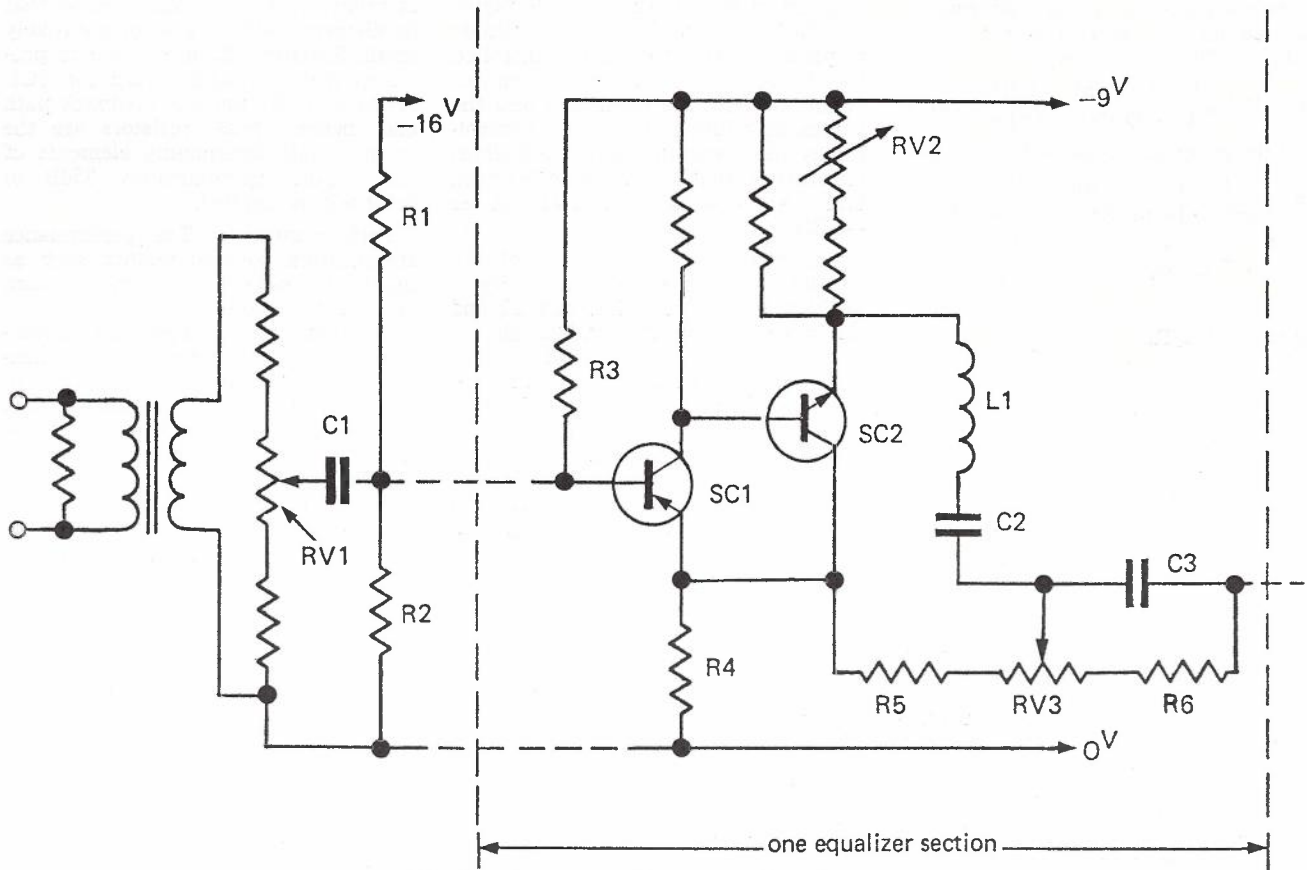 –16V
–9V
R1
RV2
R3
C1
L1
SC2
SC1
RV1
C2
C3
R2
R4
R5
RV3
R6
0V
one equalizer section